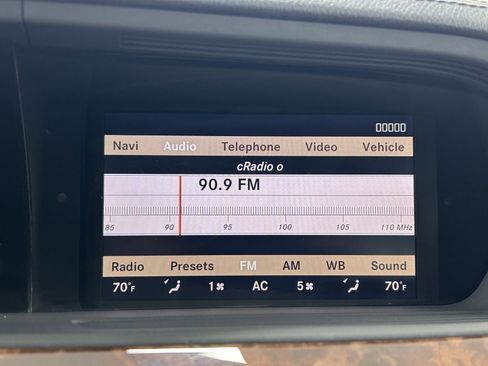 Navi Audio Telephone Video Vehicle
cRadio o
90.9 FM
85 90 95 100 105 110 MHz
Radio Presets FM AM WB Sound
70°F 1 AC 5 70°F